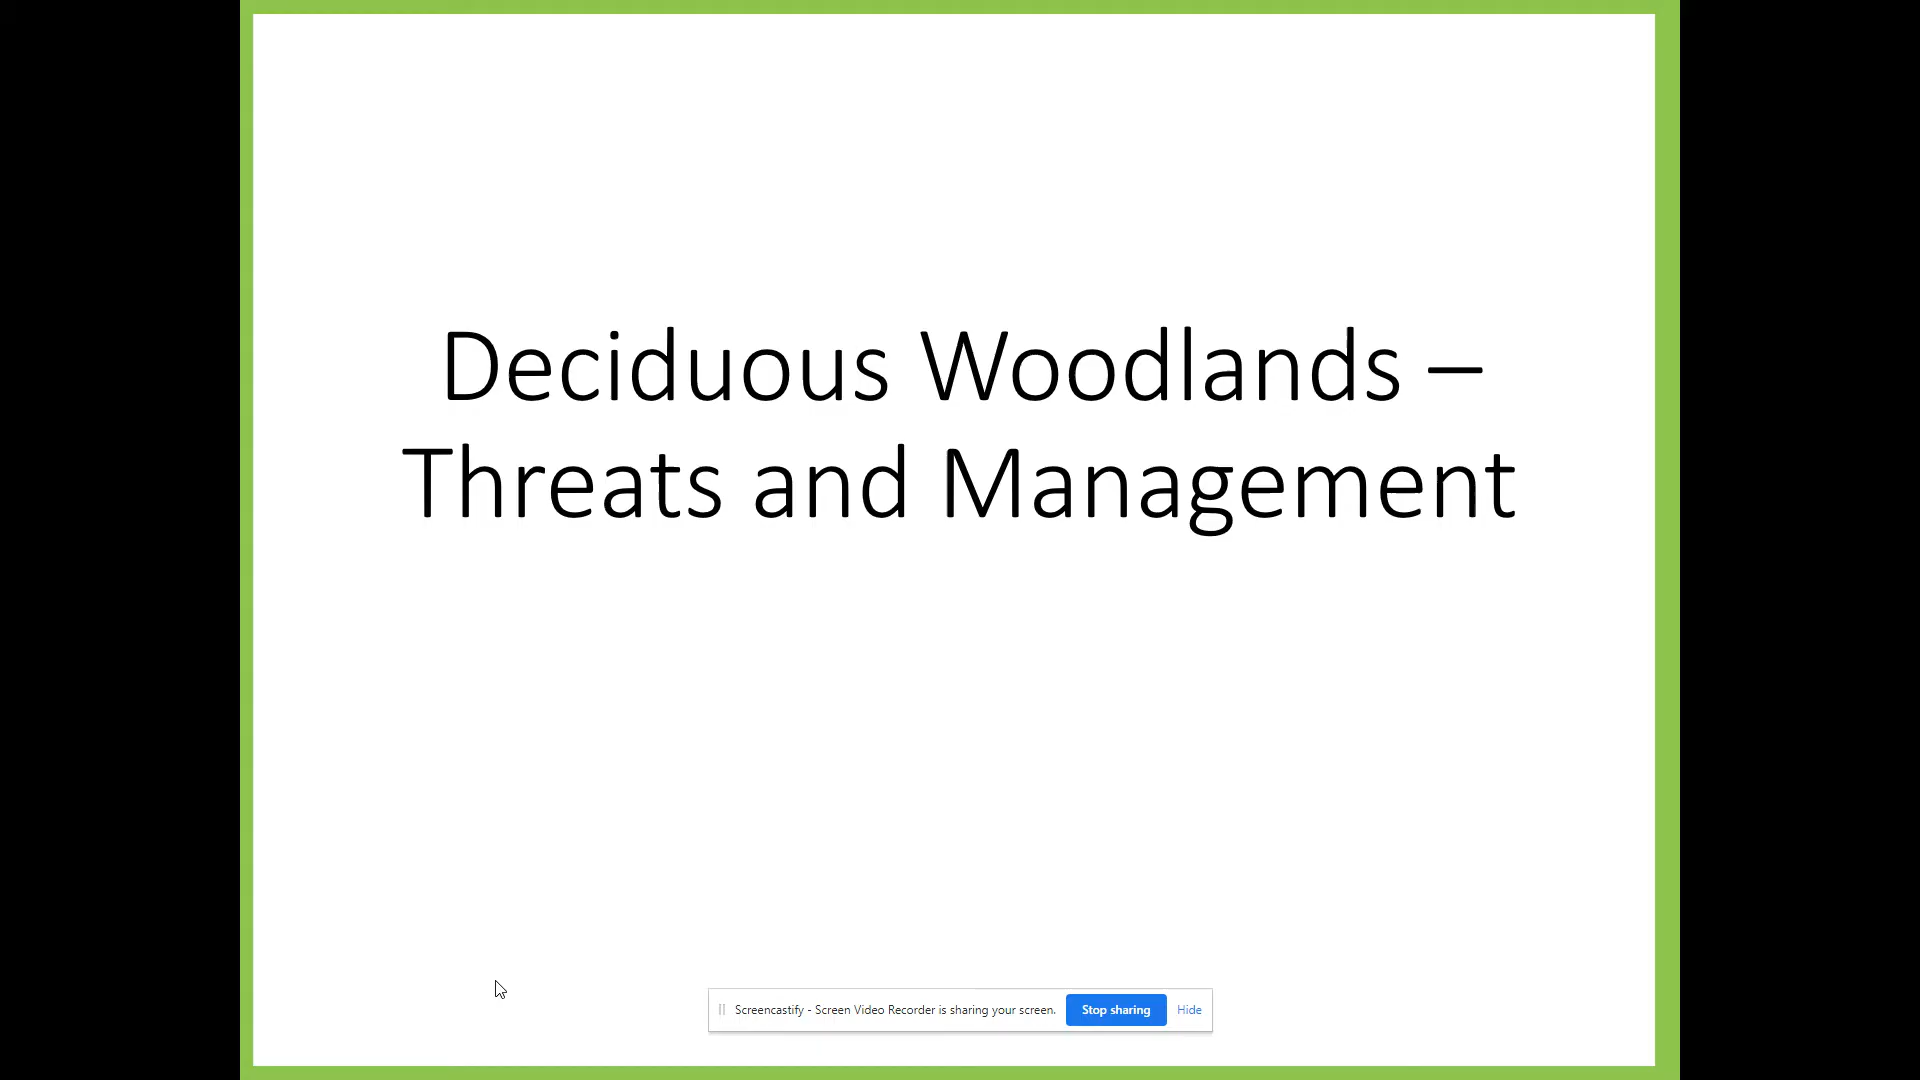 Deciduous Woodlands –
Threats and Management
Screencastify - Screen Video Recorder is sharing your screen. Stop sharing Hide